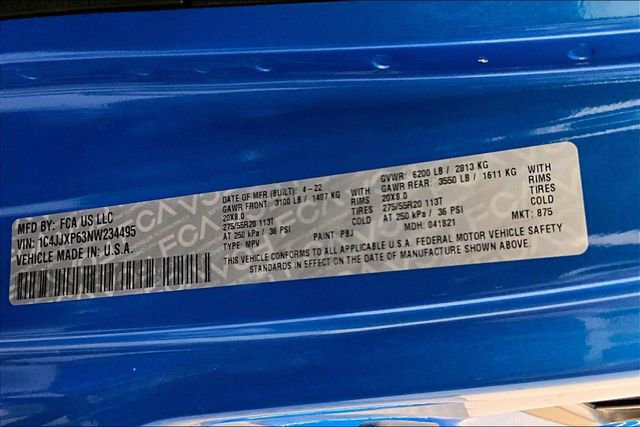 MFD BY: FCA US LLC
VIN: 1C4JJXP63NW234495
VEHICLE MADE IN: U.S.A.
DATE OF MFR (BUILT): 4-22
GAWR FRONT: 3100 LB / 1407 KG WITH
20X8.0 RIMS
275/55R20 113T TIRES
AT 250 kPa / 36 PSI COLD
TYPE: MPV PAINT: PBJ
GVWR: 6200 LB / 2813 KG
GAWR REAR: 3550 LB / 1611 KG WITH
20X8.0 RIMS
275/55R20 113T TIRES
AT 250 kPa / 36 PSI COLD
MDH: 041821 MKT: 875
THIS VEHICLE CONFORMS TO ALL APPLICABLE U.S.A. FEDERAL MOTOR VEHICLE SAFETY
STANDARDS IN EFFECT ON THE DATE OF MANUFACTURE SHOWN ABOVE.